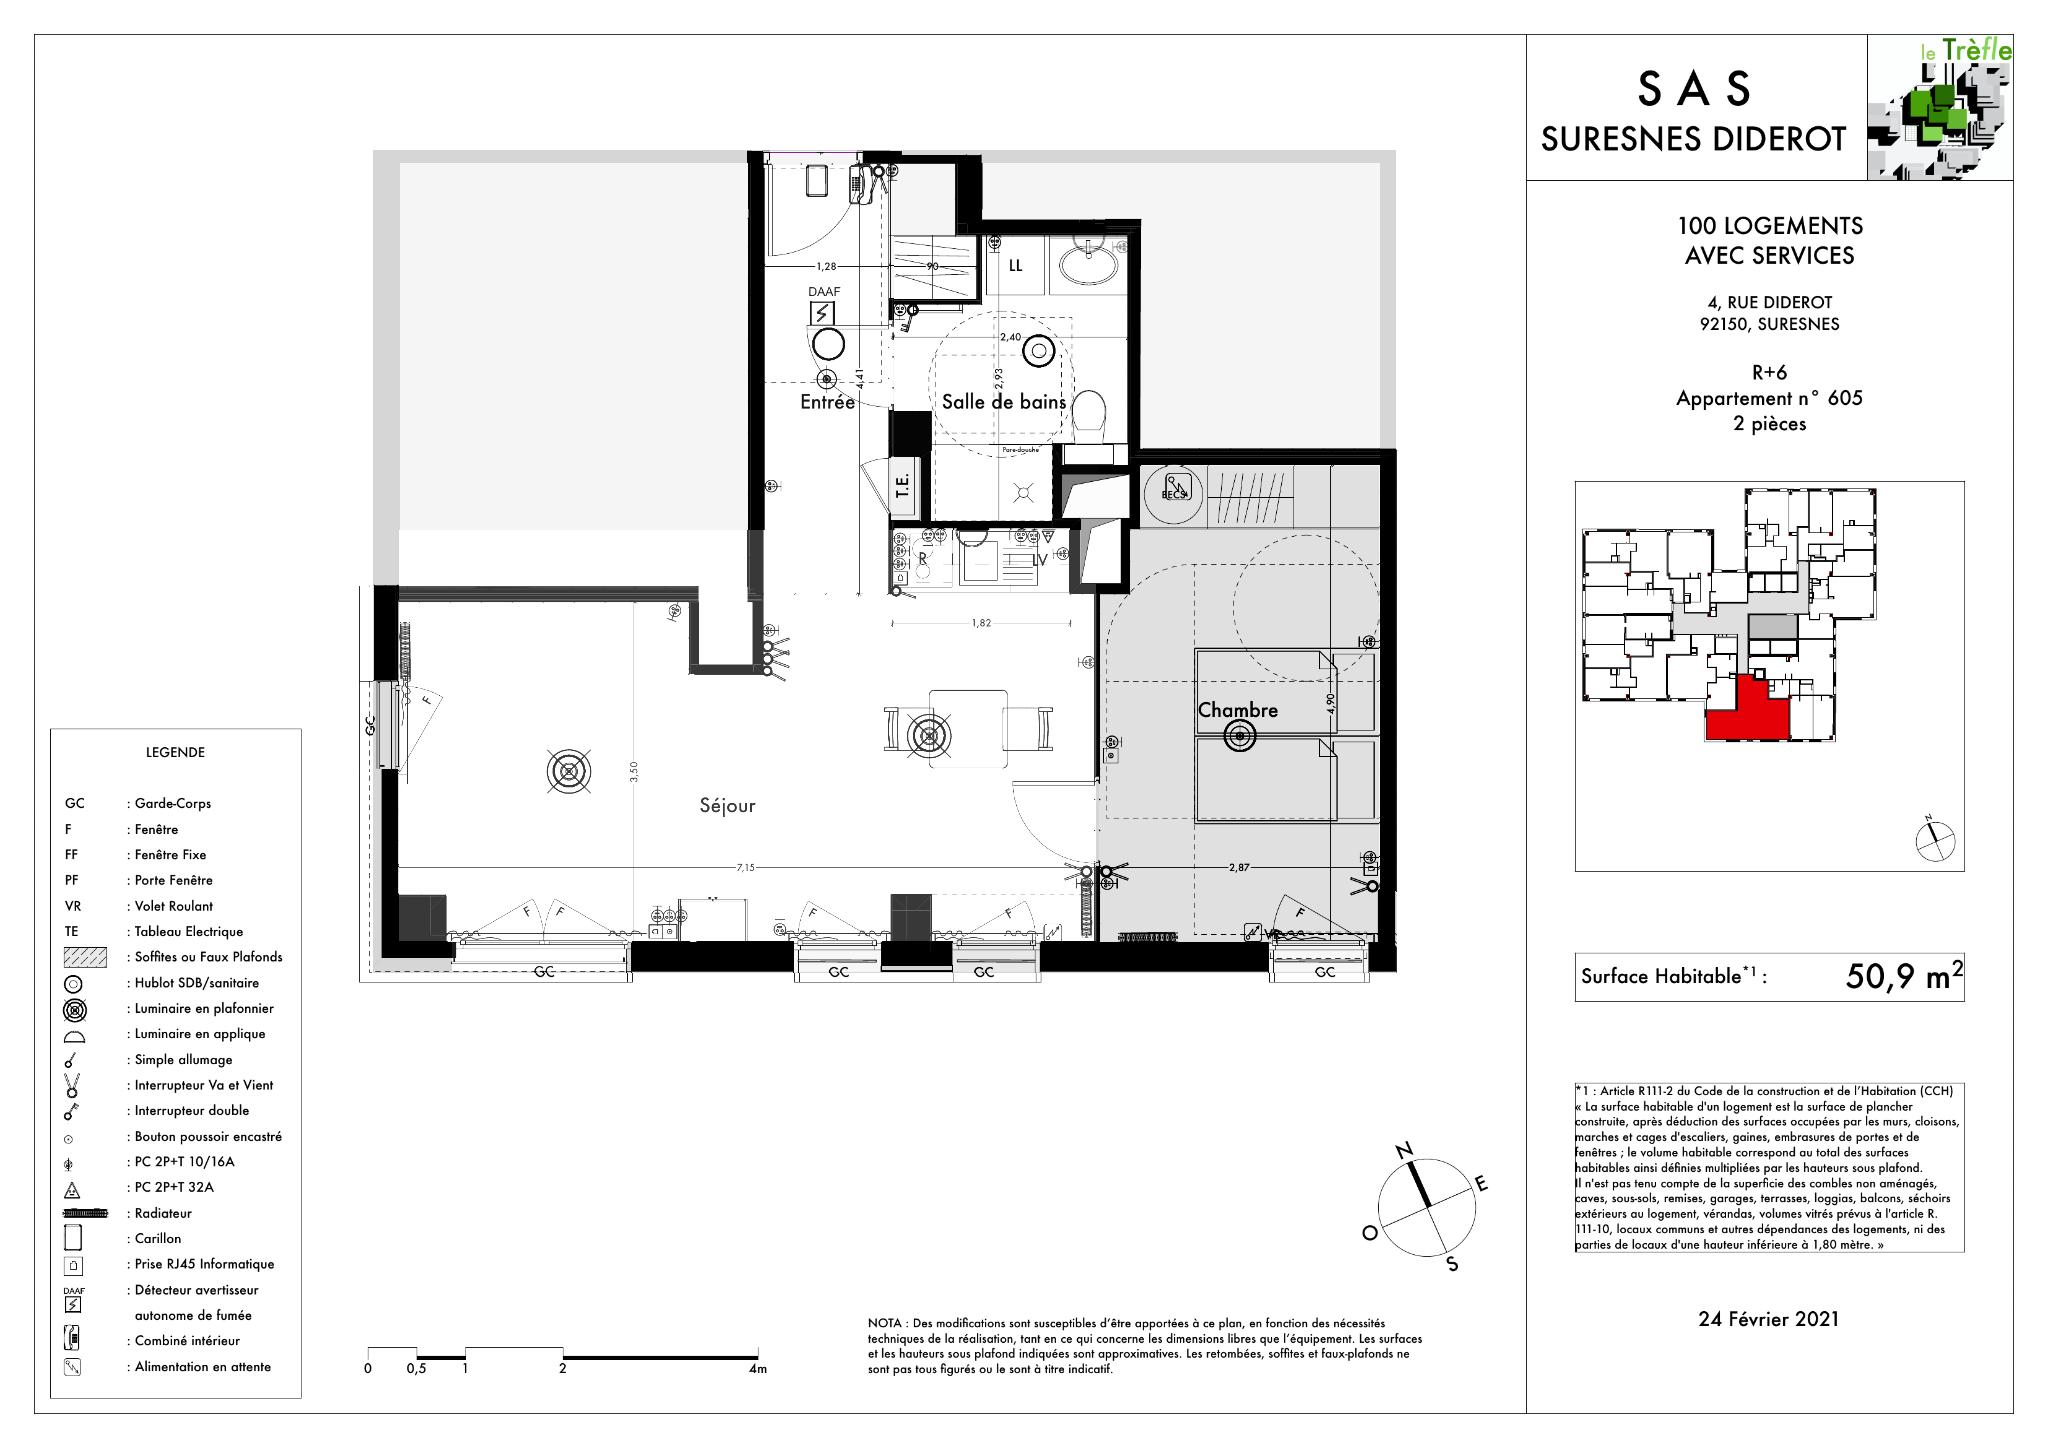 le Trèfle
S A S
SURESNES DIDEROT
100 LOGEMENTS
AVEC SERVICES
4, RUE DIDEROT
92150, SURESNES
R+6
Appartement n° 605
2 pièces
N
Surface Habitable*1 : 50,9 m2
*1 : Article R111-2 du Code de la construction et de l'Habitation (CCH)
« La surface habitable d'un logement est la surface de plancher
construite, après déduction des surfaces occupées par les murs, cloisons,
marches et cages d'escaliers, gaines, embrasures de portes et de
fenêtres ; le volume habitable correspond au total des surfaces
habitables ainsi définies multipliées par les hauteurs sous plafond.
Il n'est pas tenu compte de la superficie des combles non aménagés,
caves, sous-sols, remises, garages, terrasses, loggias, balcons, séchoirs
extérieurs au logement, vérandas, volumes vitrés prévus à l'article R.
111-10, locaux communs et autres dépendances des logements, ni des
parties de locaux d'une hauteur inférieure à 1,80 mètre. »
24 Février 2021
1,28
90
LL
DAAF
2,40
4,41
2,93
Entrée
Salle de bains
Pare-douche
T.E.
BECS
R
LV
1,82
GC
F
Chambre
4,90
3,50
Séjour
7,15
2,87
F
F
F
F
F
VR
GC
GC
GC
GC
LEGENDE
GC : Garde-Corps
F : Fenêtre
FF : Fenêtre Fixe
PF : Porte Fenêtre
VR : Volet Roulant
TE : Tableau Electrique
: Soffites ou Faux Plafonds
: Hublot SDB/sanitaire
: Luminaire en plafonnier
: Luminaire en applique
: Simple allumage
: Interrupteur Va et Vient
: Interrupteur double
: Bouton poussoir encastré
: PC 2P+T 10/16A
: PC 2P+T 32A
: Radiateur
: Carillon
: Prise RJ45 Informatique
DAAF : Détecteur avertisseur
autonome de fumée
: Combiné intérieur
: Alimentation en attente
0 0,5 1 2 4m
N
E
O
S
NOTA : Des modifications sont susceptibles d'être apportées à ce plan, en fonction des nécessités
techniques de la réalisation, tant en ce qui concerne les dimensions libres que l'équipement. Les surfaces
et les hauteurs sous plafond indiquées sont approximatives. Les retombées, soffites et faux-plafonds ne
sont pas tous figurés ou le sont à titre indicatif.